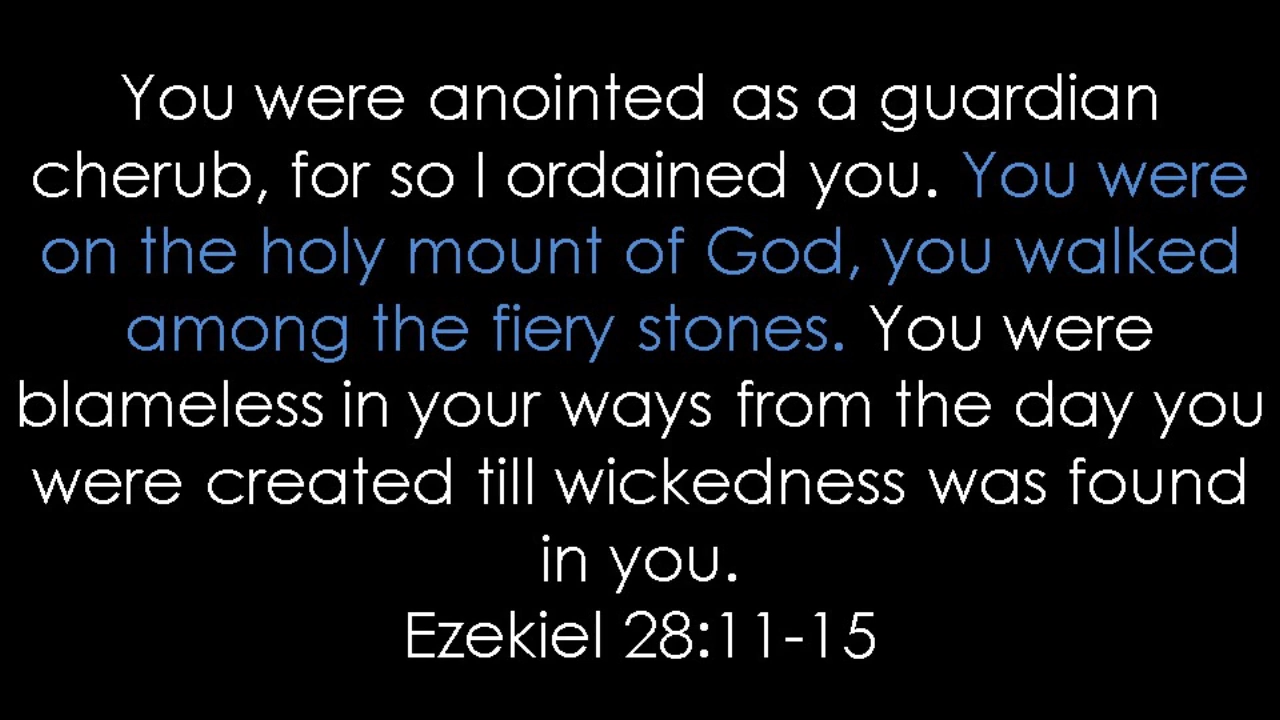 You were anointed as a guardian
cherub, for so I ordained you. You were
on the holy mount of God, you walked
among the fiery stones. You were
blameless in your ways from the day you
were created till wickedness was found
in you.
Ezekiel 28:11-15